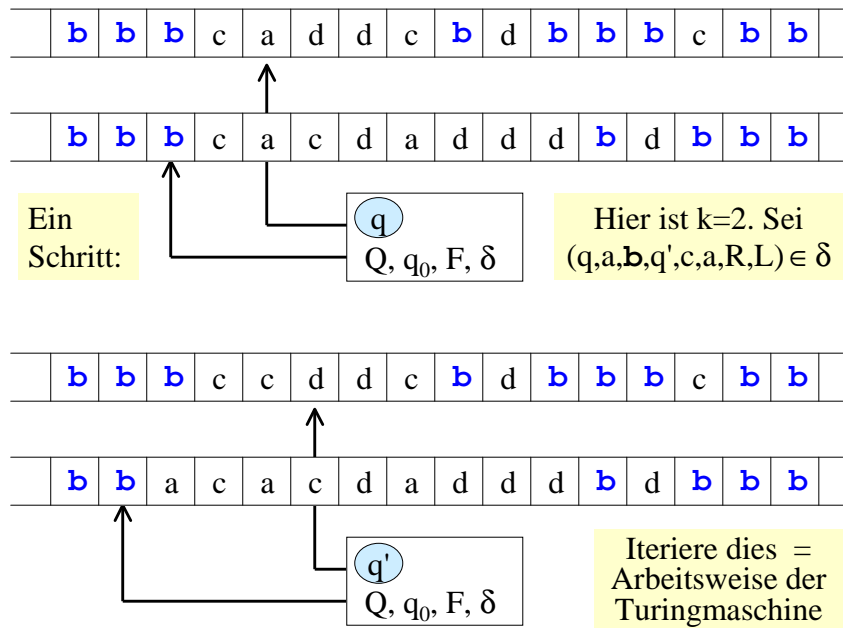 b b b c a d d c b d b b b c b b
b b b c a c d a d d d b d b b b
Ein
Schritt:
q
Q, q₀, F, δ
Hier ist k=2. Sei
(q,a,b,q',c,a,R,L) ∈ δ
b b b c c d d c b d b b b c b b
b b a c a c d a d d d b d b b b
q'
Q, q₀, F, δ
Iteriere dies =
Arbeitsweise der
Turingmaschine